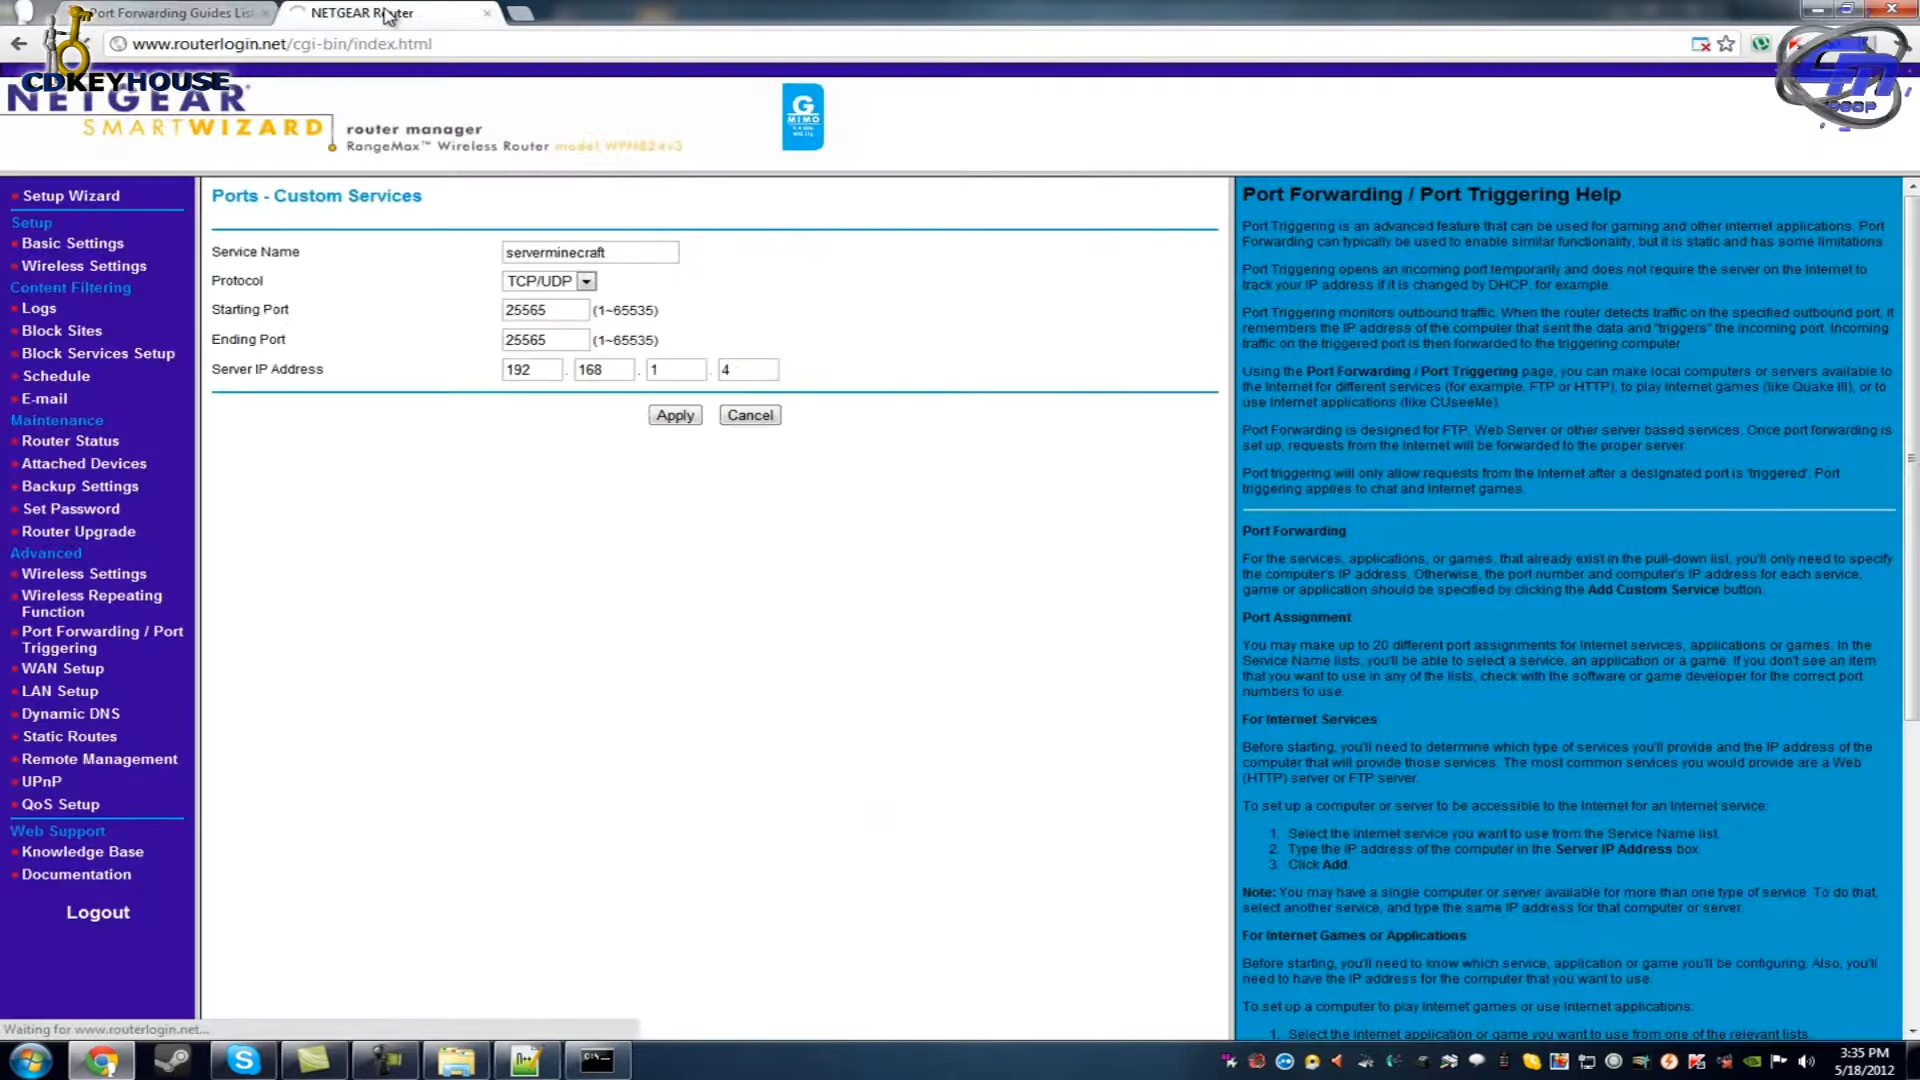 Port Forwarding Guides List
NETGEAR Router
www.routerlogin.net/cgi-bin/index.html
CDKEYHOUSE
NETGEAR
SMARTWIZARD
router manager
RangeMax™ Wireless Router model WPN824v3
G
MIMO
Setup Wizard
Setup
Basic Settings
Wireless Settings
Content Filtering
Logs
Block Sites
Block Services Setup
Schedule
E-mail
Maintenance
Router Status
Attached Devices
Backup Settings
Set Password
Router Upgrade
Advanced
Wireless Settings
Wireless Repeating
Function
Port Forwarding / Port
Triggering
WAN Setup
LAN Setup
Dynamic DNS
Static Routes
Remote Management
UPnP
QoS Setup
Web Support
Knowledge Base
Documentation
Logout
Waiting for www.routerlogin.net...
Ports - Custom Services
Service Name serverminecraft
Protocol TCP/UDP
Starting Port 25565 (1~65535)
Ending Port 25565 (1~65535)
Server IP Address 192 . 168 . 1 . 4
Apply Cancel
Port Forwarding / Port Triggering Help
Port Triggering is an advanced feature that can be used for gaming and other internet applications. Port
Forwarding can typically be used to enable similar functionality, but it is static and has some limitations
Port Triggering opens an incoming port temporarily and does not require the server on the Internet to
track your IP address if it is changed by DHCP, for example.
Port Triggering monitors outbound traffic. When the router detects traffic on the specified outbound port, it
remembers the IP address of the computer that sent the data and "triggers" the incoming port. Incoming
traffic on the triggered port is then forwarded to the triggering computer
Using the Port Forwarding / Port Triggering page, you can make local computers or servers available to
the Internet for different services (for example, FTP or HTTP), to play Internet games (like Quake III), or to
use Internet applications (like CUseeMe).
Port Forwarding is designed for FTP, Web Server or other server based services. Once port forwarding is
set up, requests from the Internet will be forwarded to the proper server.
Port triggering will only allow requests from the Internet after a designated port is 'triggered'. Port
triggering applies to chat and Internet games.
Port Forwarding
For the services, applications, or games, that already exist in the pull-down list, you'll only need to specify
the computer's IP address. Otherwise, the port number and computer's IP address for each service,
game or application should be specified by clicking the Add Custom Service button.
Port Assignment
You may make up to 20 different port assignments for Internet services, applications or games. In the
Service Name lists, you'll be able to select a service, an application or a game. If you don't see an item
that you want to use in any of the lists, check with the software or game developer for the correct port
numbers to use.
For Internet Services
Before starting, you'll need to determine which type of services you'll provide and the IP address of the
computer that will provide those services. The most common services you would provide are a Web
(HTTP) server or FTP server.
To set up a computer or server to be accessible to the Internet for an Internet service:
1. Select the Internet service you want to use from the Service Name list.
2. Type the IP address of the computer in the Server IP Address box.
3. Click Add
Note: You may have a single computer or server available for more than one type of service. To do that,
select another service, and type the same IP address for that computer or server.
For Internet Games or Applications
Before starting, you'll need to know which service, application or game you'll be configuring. Also, you'll
need to have the IP address for the computer that you want to use.
To set up a computer to play Internet games or use Internet applications:
1. Select the Internet application or game you want to use from one of the relevant lists.
3:35 PM
5/18/2012